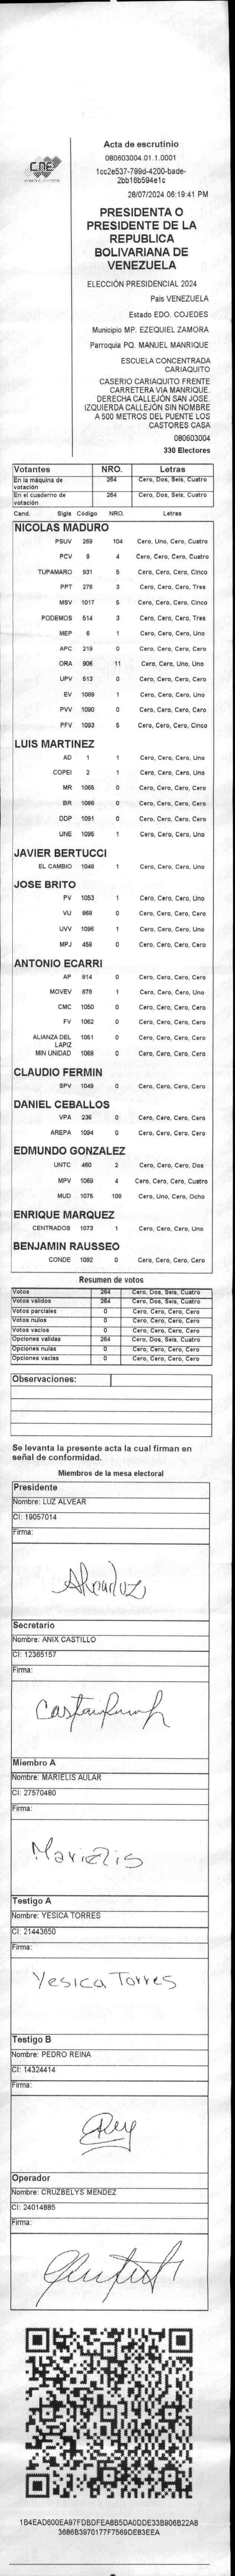 CNE
Acta de escrutinio
080603004.01.1.0001
1cc2e537-799d-4200-bade-
2bb16b594e1c
28/07/2024 06:19:41 PM
PRESIDENTA O
PRESIDENTE DE LA
REPUBLICA
BOLIVARIANA DE
VENEZUELA
ELECCIÓN PRESIDENCIAL 2024
País VENEZUELA
Estado EDO. COJEDES
Municipio MP. EZEQUIEL ZAMORA
Parroquia PQ. MANUEL MANRIQUE
ESCUELA CONCENTRADA
CARIAQUITO
CASERIO CARIAQUITO FRENTE
CARRETERA VIA MANRIQUE.
DERECHA CALLEJÓN SAN JOSE.
IZQUIERDA CALLEJÓN SIN NOMBRE
A 500 METROS DEL PUENTE LOS
CASTORES CASA
080603004
330 Electores
Votantes NRO. Letras
En la máquina de votación 264 Cero, Dos, Seis, Cuatro
En el cuaderno de votación 264 Cero, Dos, Seis, Cuatro
Cand. Sigla Código NRO. Letras
NICOLAS MADURO
PSUV 269 104 Cero, Uno, Cero, Cuatro
PCV 9 4 Cero, Cero, Cero, Cuatro
TUPAMARO 931 5 Cero, Cero, Cero, Cinco
PPT 276 3 Cero, Cero, Cero, Tres
MSV 1017 5 Cero, Cero, Cero, Cinco
PODEMOS 514 3 Cero, Cero, Cero, Tres
MEP 6 1 Cero, Cero, Cero, Uno
APC 219 0 Cero, Cero, Cero, Cero
ORA 906 11 Cero, Cero, Uno, Uno
UPV 513 0 Cero, Cero, Cero, Cero
EV 1089 1 Cero, Cero, Cero, Uno
PVV 1090 0 Cero, Cero, Cero, Cero
PFV 1093 5 Cero, Cero, Cero, Cinco
LUIS MARTINEZ
AD 1 1 Cero, Cero, Cero, Uno
COPEI 2 1 Cero, Cero, Cero, Uno
MR 1065 0 Cero, Cero, Cero, Cero
BR 1066 0 Cero, Cero, Cero, Cero
DDP 1091 0 Cero, Cero, Cero, Cero
UNE 1095 1 Cero, Cero, Cero, Uno
JAVIER BERTUCCI
EL CAMBIO 1048 1 Cero, Cero, Cero, Uno
JOSE BRITO
PV 1053 1 Cero, Cero, Cero, Uno
VU 868 0 Cero, Cero, Cero, Cero
UVV 1096 1 Cero, Cero, Cero, Uno
MPJ 458 0 Cero, Cero, Cero, Cero
ANTONIO ECARRI
AP 814 0 Cero, Cero, Cero, Cero
MOVEV 878 1 Cero, Cero, Cero, Uno
CMC 1050 0 Cero, Cero, Cero, Cero
FV 1062 0 Cero, Cero, Cero, Cero
ALIANZA DEL LAPIZ 1051 0 Cero, Cero, Cero, Cero
MIN UNIDAD 1068 0 Cero, Cero, Cero, Cero
CLAUDIO FERMIN
SPV 1049 0 Cero, Cero, Cero, Cero
DANIEL CEBALLOS
VPA 236 0 Cero, Cero, Cero, Cero
AREPA 1094 0 Cero, Cero, Cero, Cero
EDMUNDO GONZALEZ
UNTC 460 2 Cero, Cero, Cero, Dos
MPV 1069 4 Cero, Cero, Cero, Cuatro
MUD 1075 108 Cero, Uno, Cero, Ocho
ENRIQUE MARQUEZ
CENTRADOS 1073 1 Cero, Cero, Cero, Uno
BENJAMIN RAUSSEO
CONDE 1092 0 Cero, Cero, Cero, Cero
Resumen de votos
Votos 264 Cero, Dos, Seis, Cuatro
Votos validos 264 Cero, Dos, Seis, Cuatro
Votos parciales 0 Cero, Cero, Cero, Cero
Votos nulos 0 Cero, Cero, Cero, Cero
Votos vacios 0 Cero, Cero, Cero, Cero
Opciones validas 264 Cero, Dos, Seis, Cuatro
Opciones nulas 0 Cero, Cero, Cero, Cero
Opciones vacias 0 Cero, Cero, Cero, Cero
Observaciones:
Se levanta la presente acta la cual firman en
señal de conformidad.
Miembros de la mesa electoral
Presidente
Nombre: LUZ ALVEAR
CI: 19057014
Firma:
Secretario
Nombre: ANIX CASTILLO
CI: 12365157
Firma:
Miembro A
Nombre: MARIELIS AULAR
CI: 27570480
Firma:
Marielis
Testigo A
Nombre: YESICA TORRES
CI: 21443650
Firma:
Yesica Torres
Testigo B
Nombre: PEDRO REINA
CI: 14324414
Firma:
Operador
Nombre: CRUZBELYS MENDEZ
CI: 24014885
Firma:
1B4EAD600EA97FDBDFEA8B5DA0DDE33B906B22A8
3686B3970177F7569DE83EEA